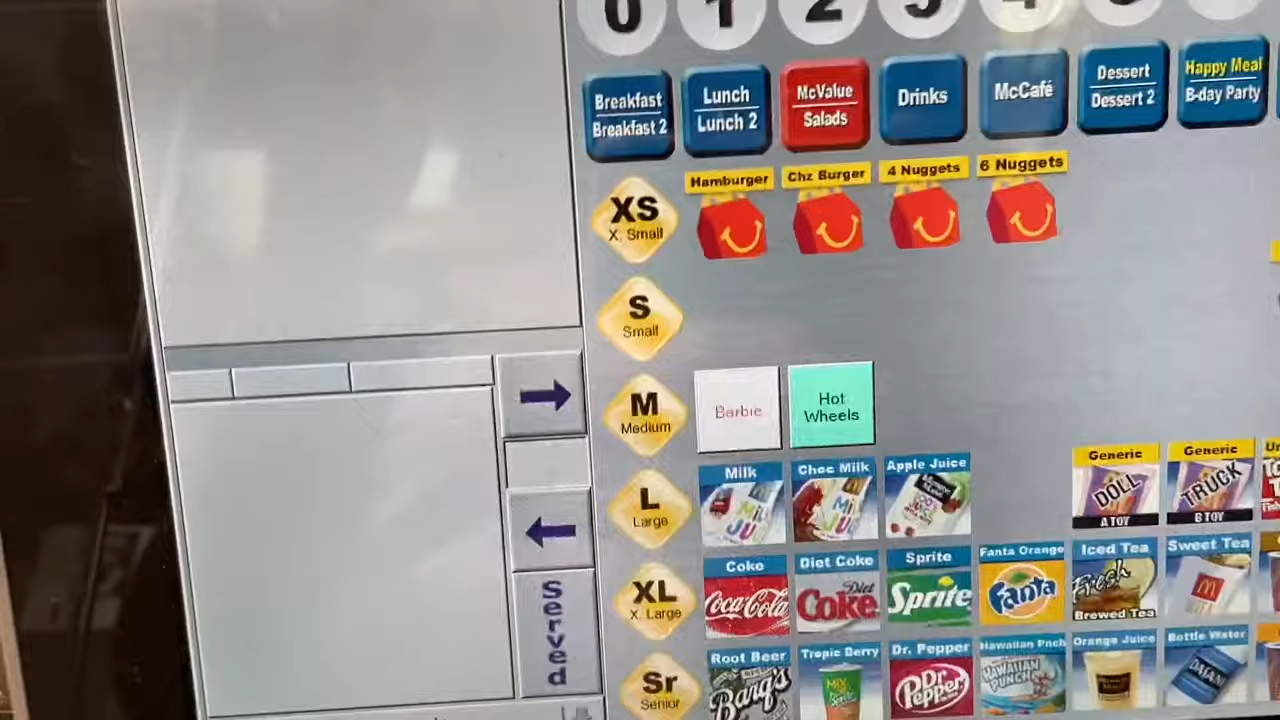 0 1 2
Breakfast
Breakfast 2
Lunch
Lunch 2
McValue
Salads
Drinks
McCafé
Dessert
Dessert 2
Happy Meal
B-day Party
XS
X. Small
Hamburger
Chz Burger
4 Nuggets
6 Nuggets
S
Small
M
Medium
Barbie
Hot
Wheels
L
Large
Milk
Choc Milk
Apple Juice
Generic
DOLL
A TOY
Generic
TRUCK
B TOY
XL
X. Large
Coke
Coca-Cola
Diet Coke
Diet
Coke
Sprite
Sprite
Fanta Orange
Fanta
Iced Tea
Fresh
Brewed Tea
Sweet Tea
Served
Sr
Senior
Root Beer
Barq's
Tropic Berry
Dr. Pepper
Dr
Pepper
Hawaiian Pnch
HAWAIIAN
PUNCH
Orange Juice
Bottle Water
DASANI